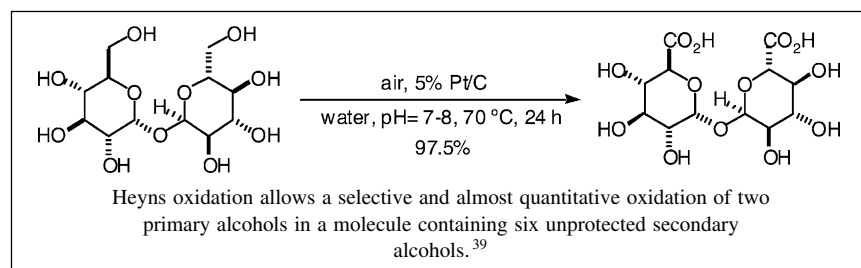 OH OH
HO O O OH
HO H OH
HO O OH
OH OH
air, 5% Pt/C
water, pH= 7-8, 70 °C, 24 h
97.5%
CO₂H CO₂H
HO O O OH
H
HO O OH
HO OH
OH
Heyns oxidation allows a selective and almost quantitative oxidation of two
primary alcohols in a molecule containing six unprotected secondary
alcohols.³⁹